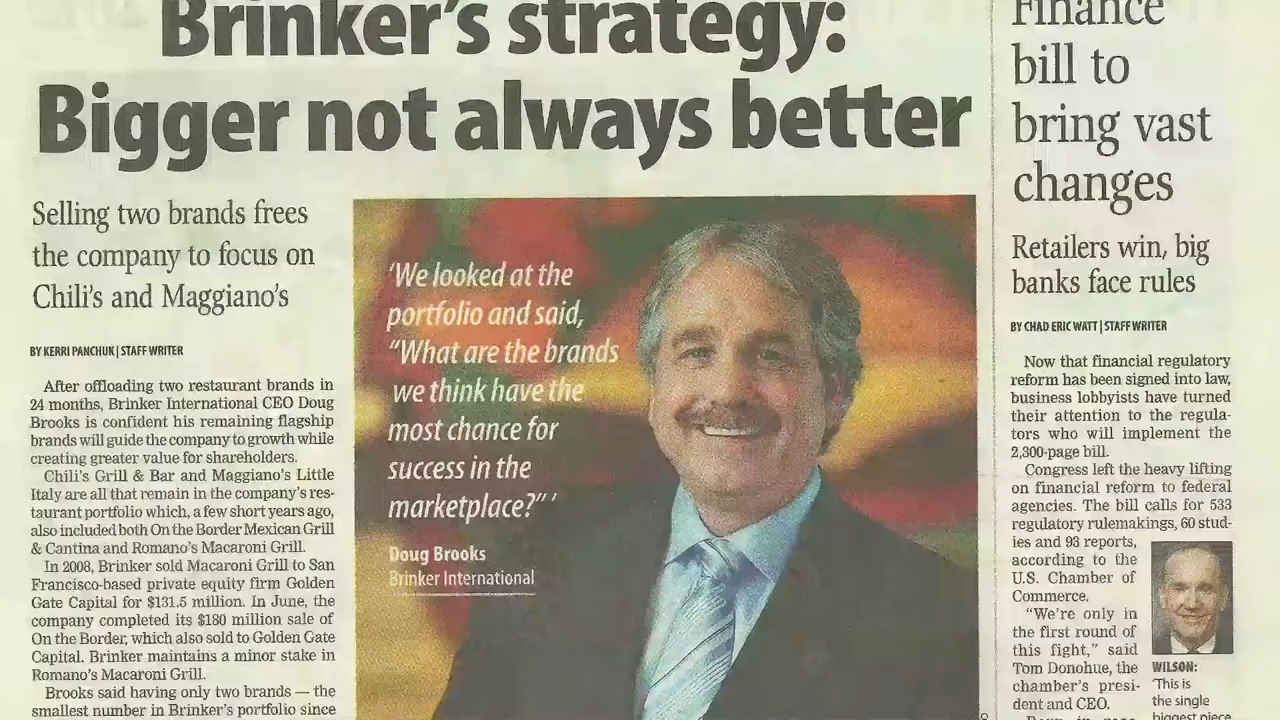 Brinker's strategy:
Bigger not always better
Selling two brands frees
the company to focus on
Chili's and Maggiano's
BY KERRI PANCHUK | STAFF WRITER
After offloading two restaurant brands in
24 months, Brinker International CEO Doug
Brooks is confident his remaining flagship
brands will guide the company to growth while
creating greater value for shareholders.
Chili's Grill & Bar and Maggiano's Little
Italy are all that remain in the company's res-
taurant portfolio which, a few short years ago,
also included both On the Border Mexican Grill
& Cantina and Romano's Macaroni Grill.
In 2008, Brinker sold Macaroni Grill to San
Francisco-based private equity firm Golden
Gate Capital for $131.5 million. In June, the
company completed its $180 million sale of
On the Border, which also sold to Golden Gate
Capital. Brinker maintains a minor stake in
Romano's Macaroni Grill.
Brooks said having only two brands — the
smallest number in Brinker's portfolio since
'We looked at the
portfolio and said,
"What are the brands
we think have the
most chance for
success in the
marketplace?" '
Doug Brooks
Brinker International
Finance
bill to
bring vast
changes
Retailers win, big
banks face rules
BY CHAD ERIC WATT | STAFF WRITER
Now that financial regulatory
reform has been signed into law,
business lobbyists have turned
their attention to the regula-
tors who will implement the
2,300-page bill.
Congress left the heavy lifting
on financial reform to federal
agencies. The bill calls for 533
regulatory rulemakings, 60 stud-
ies and 93 reports,
according to the
U.S. Chamber of
Commerce.
"We're only in
the first round of
this fight," said
Tom Donohue, the
chamber's presi-
dent and CEO.
WILSON:
'This is
the single
biggest piece